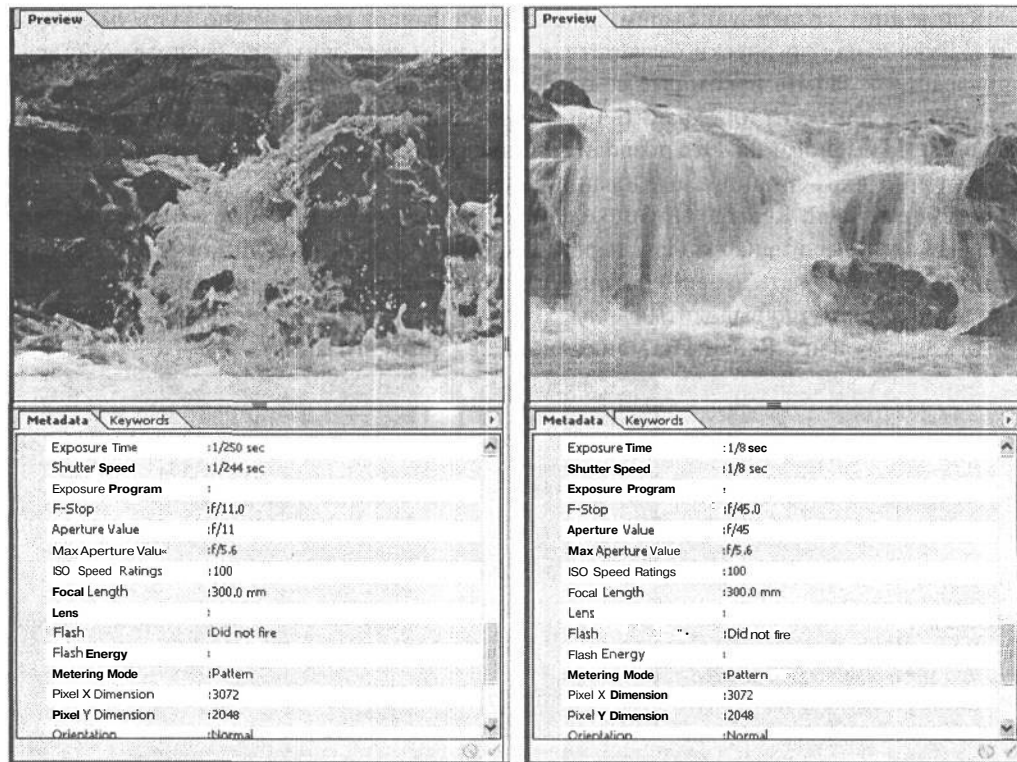 Preview
Metadata Keywords
Exposure Time :1/250 sec
Shutter Speed :1/244 sec
Exposure Program :
F-Stop :f/11.0
Aperture Value :f/11
Max Aperture Valu« :f/5.6
ISO Speed Ratings :100
Focal Length :300.0 mm
Lens :
Flash :Did not fire
Flash Energy :
Metering Mode :Pattern
Pixel X Dimension :3072
Pixel Y Dimension :2048
Orientation :Normal
Preview
Metadata Keywords
Exposure Time :1/8 sec
Shutter Speed :1/8 sec
Exposure Program :
F-Stop :f/45.0
Aperture Value :f/45
Max Aperture Value :f/5.6
ISO Speed Ratings :100
Focal Length :300.0 mm
Lens :
Flash :Did not fire
Flash Energy :
Metering Mode :Pattern
Pixel X Dimension :3072
Pixel Y Dimension :2048
Orientation :Normal